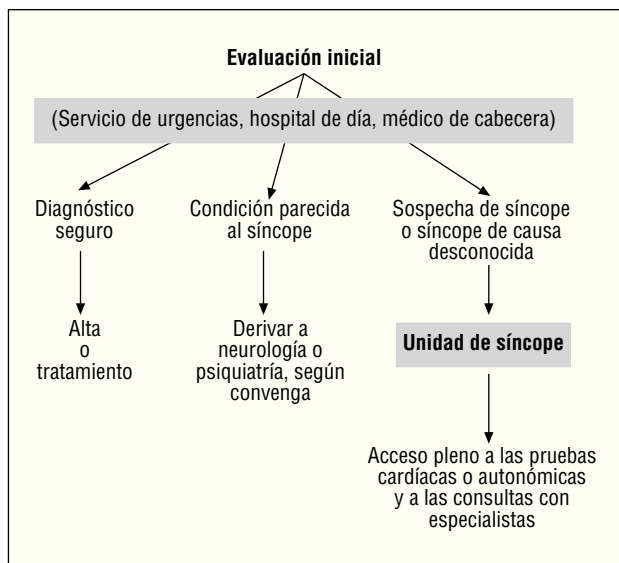 Evaluación inicial
(Servicio de urgencias, hospital de día, médico de cabecera)
Diagnóstico
seguro
Condición parecida
al síncope
Sospecha de síncope
o síncope de causa
desconocida
Alta
o
tratamiento
Derivar a
neurología o
psiquiatría, según
convenga
Unidad de síncope
Acceso pleno a las pruebas
cardíacas o autonómicas
y a las consultas con
especialistas